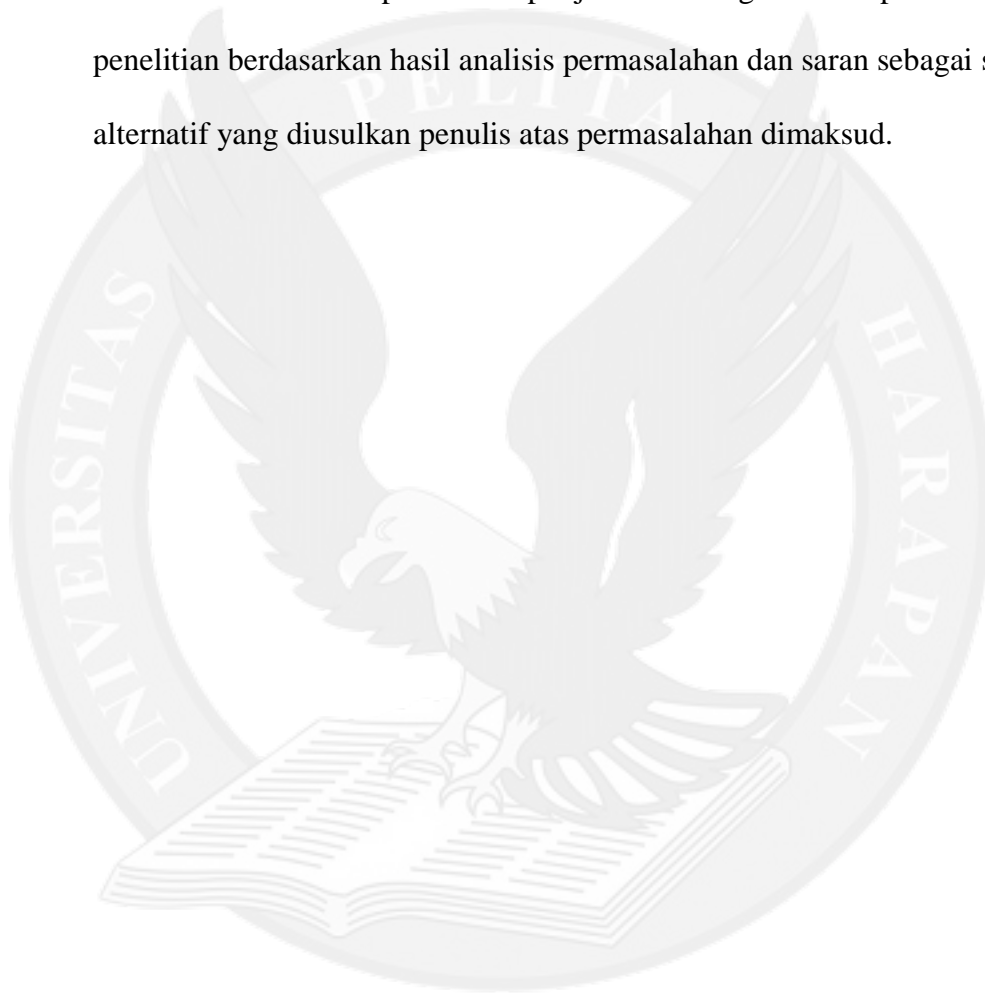 penelitian berdasarkan hasil analisis permasalahan dan saran sebagai
alternatif yang diusulkan penulis atas permasalahan dimaksud.
UNIVERSITAS PELITA HARAPAN